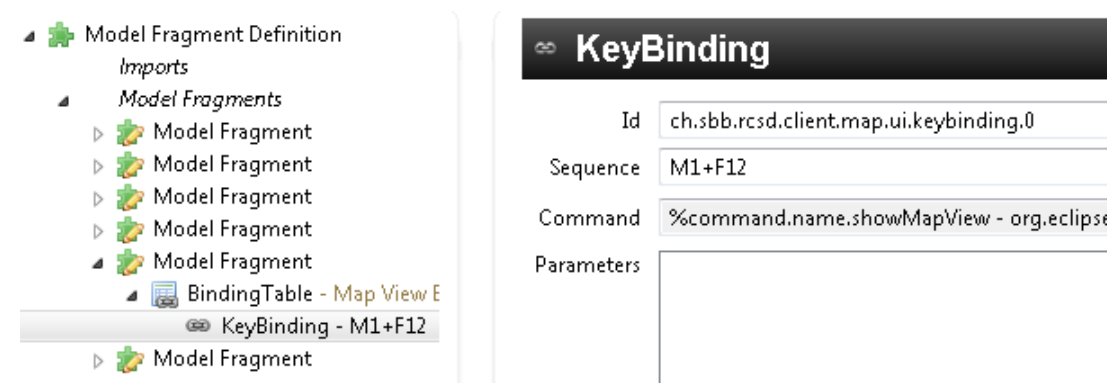 Model Fragment Definition
Imports
Model Fragments
Model Fragment
Model Fragment
Model Fragment
Model Fragment
Model Fragment
BindingTable - Map View
KeyBinding - M1+F12
Model Fragment
KeyBinding
Id ch.sbb.rcsd.client.map.ui.keybinding.0
Sequence M1+F12
Command %command.name.showMapView - org.eclipse
Parameters